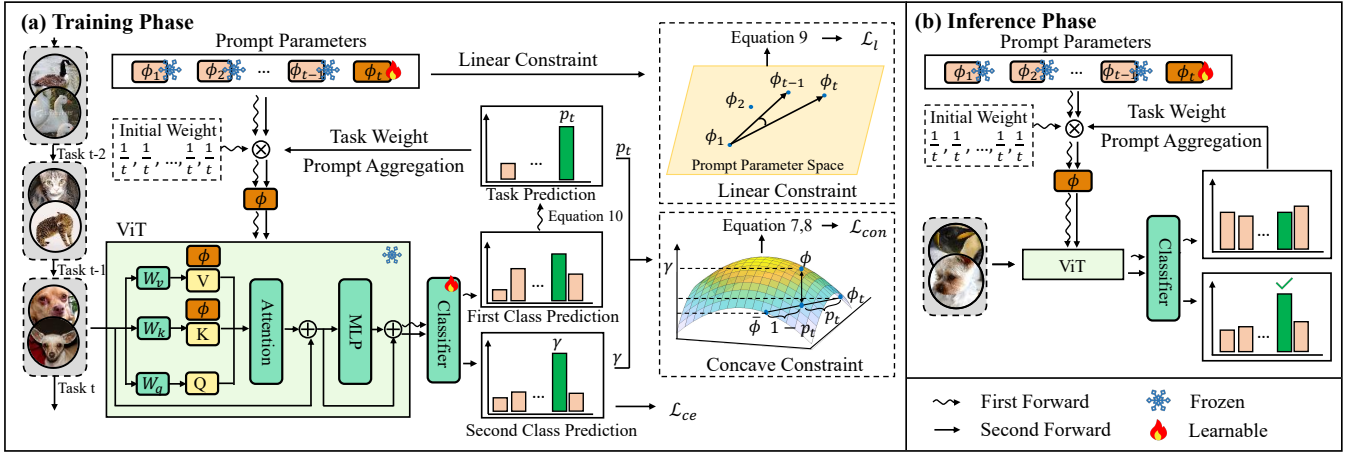 (a) Training Phase
Prompt Parameters
ϕ1 ϕ2 ... ϕt−1 ϕt
Linear Constraint
Equation 9 → ℒl
ϕt−1 ϕt
ϕ2
ϕ1
Prompt Parameter Space
Linear Constraint
Initial Weight
1/t, 1/t, ..., 1/t, 1/t
⊗
Task Weight
Prompt Aggregation
pt
...
Task Prediction
pt
Equation 10
Task t-2
Task t-1
Task t
ϕ
ViT
ϕ
Wv V
ϕ
Wk K
Wq Q
Attention
MLP
Classifier
...
First Class Prediction
γ
...
Second Class Prediction
γ
ℒce
Equation 7,8 → ℒcon
γ
ϕ
ϕt
ϕ̄ 1 − pt pt
Concave Constraint
(b) Inference Phase
Prompt Parameters
ϕ1 ϕ2 ... ϕt−1 ϕt
Initial Weight
1/t, 1/t, ..., 1/t, 1/t
⊗
Task Weight
Prompt Aggregation
ϕ
ViT
Classifier
...
...
First Forward
Frozen
Second Forward
Learnable